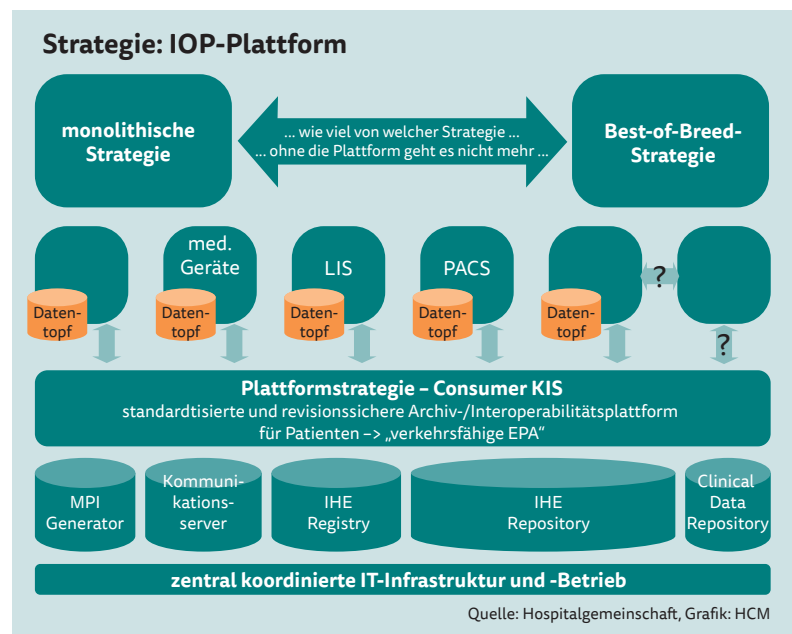 Strategie: IOP-Plattform
monolithische
Strategie
... wie viel von welcher Strategie ...
... ohne die Plattform geht es nicht mehr ...
Best-of-Breed-
Strategie
med.
Geräte
LIS
PACS
?
Daten-
topf
Daten-
topf
Daten-
topf
Daten-
topf
Daten-
topf
?
Plattformstrategie – Consumer KIS
standardtisierte und revisionssichere Archiv-/Interoperabilitätsplattform
für Patienten –> „verkehrsfähige EPA“
MPI
Generator
Kommuni-
kations-
server
IHE
Registry
IHE
Repository
Clinical
Data
Repository
zentral koordinierte IT-Infrastruktur und -Betrieb
Quelle: Hospitalgemeinschaft, Grafik: HCM